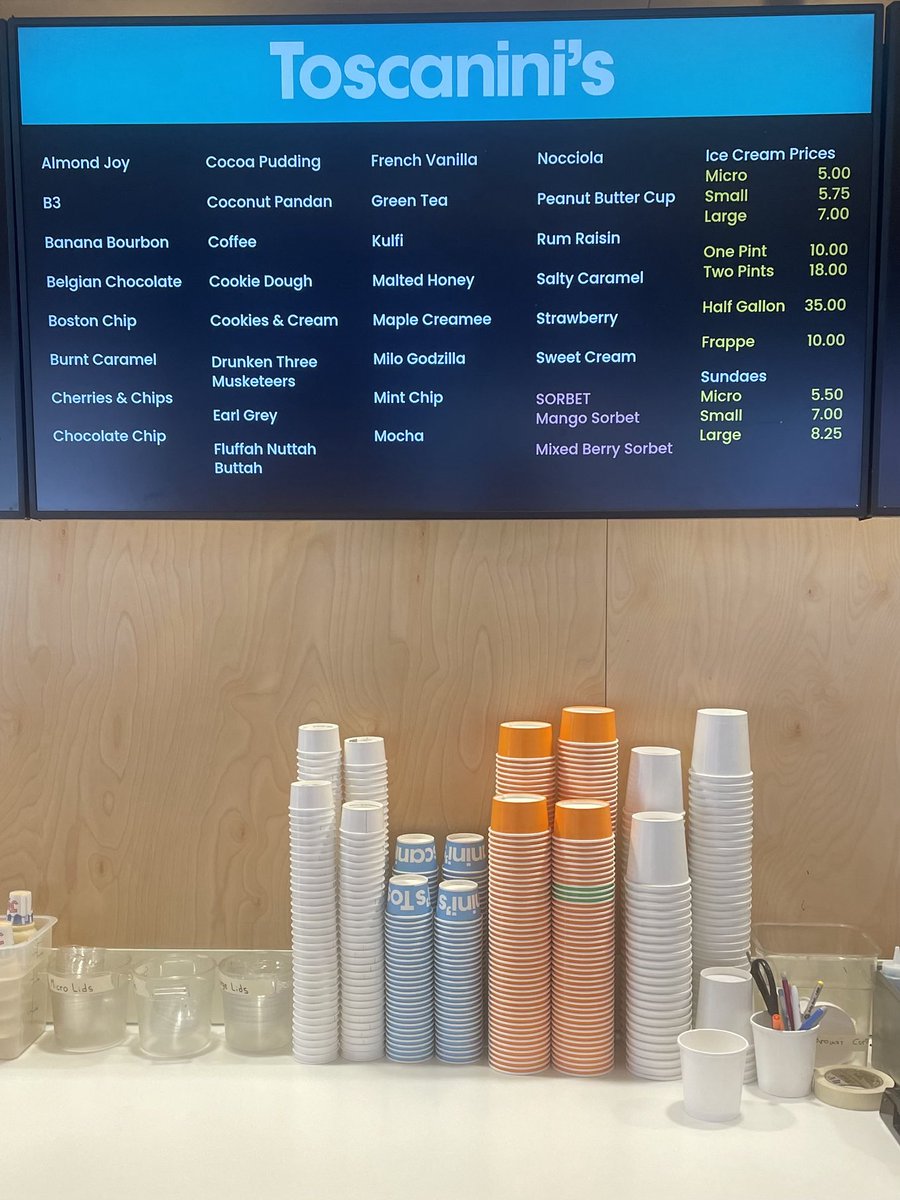 Toscanini's
Almond Joy
B3
Banana Bourbon
Belgian Chocolate
Boston Chip
Burnt Caramel
Cherries & Chips
Chocolate Chip
Cocoa Pudding
Coconut Pandan
Coffee
Cookie Dough
Cookies & Cream
Drunken Three
Musketeers
Earl Grey
Fluffah Nuttah
Buttah
French Vanilla
Green Tea
Kulfi
Malted Honey
Maple Creamee
Milo Godzilla
Mint Chip
Mocha
Nocciola
Peanut Butter Cup
Rum Raisin
Salty Caramel
Strawberry
Sweet Cream
SORBET
Mango Sorbet
Mixed Berry Sorbet
Ice Cream Prices
Micro 5.00
Small 5.75
Large 7.00
One Pint 10.00
Two Pints 18.00
Half Gallon 35.00
Frappe 10.00
Sundaes
Micro 5.50
Small 7.00
Large 8.25
scani
nini's
's Tos
nini's
Micro Lids
Lids